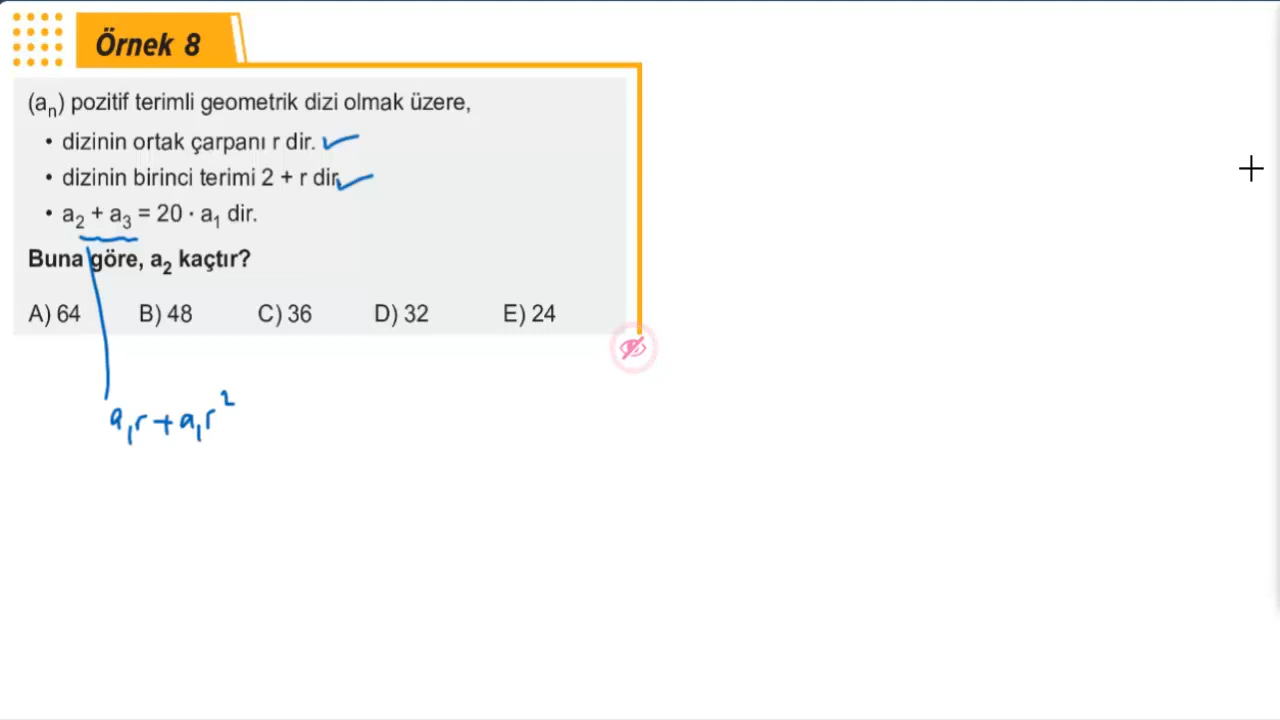 Örnek 8
(aₙ) pozitif terimli geometrik dizi olmak üzere,
• dizinin ortak çarpanı r dir.
• dizinin birinci terimi 2 + r dir.
• a₂ + a₃ = 20 · a₁ dir.
Buna göre, a₂ kaçtır?
A) 64 B) 48 C) 36 D) 32 E) 24
a₁r + a₁r²